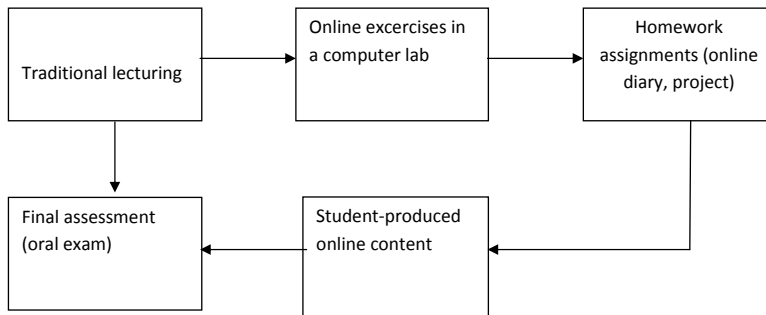 Traditional lecturing
Online excercises in
a computer lab
Homework
assignments (online
diary, project)
Final assessment
(oral exam)
Student-produced
online content